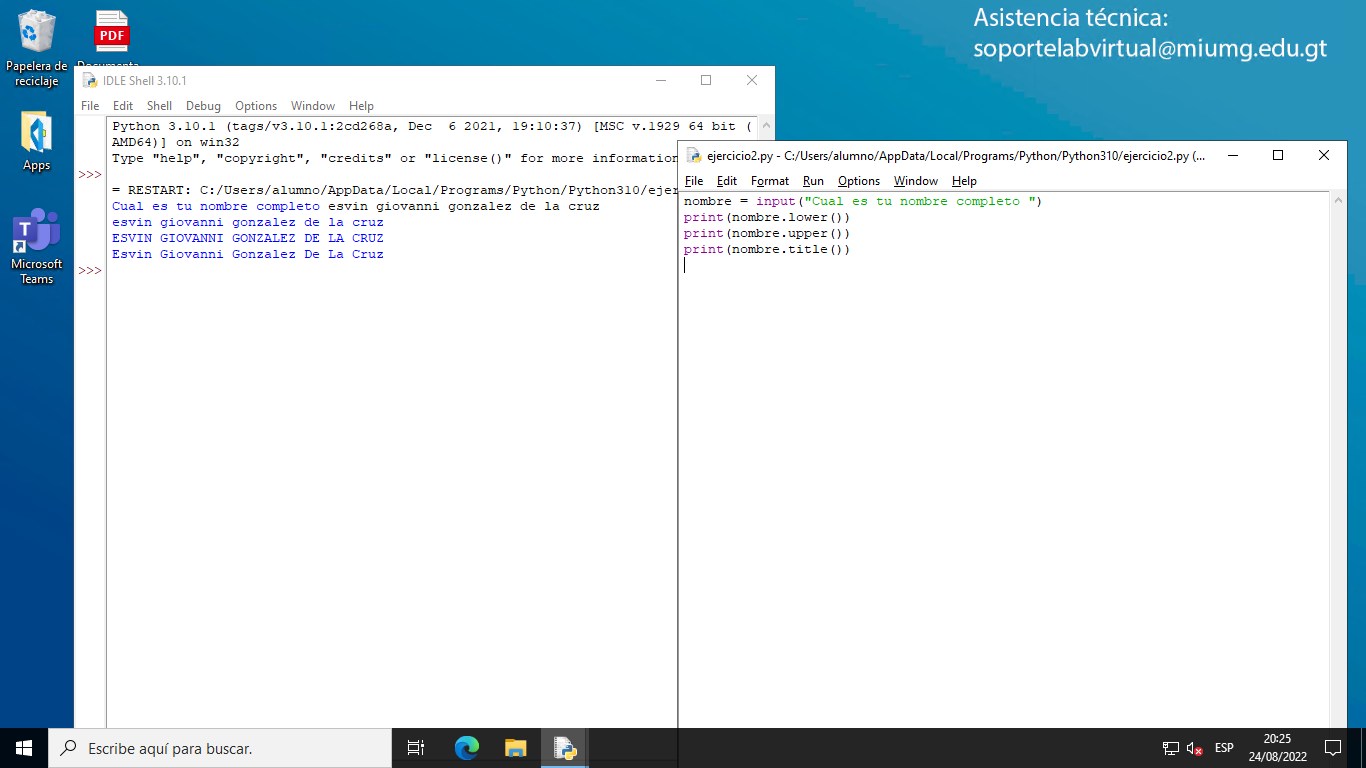 Asistencia técnica:
soportelabvirtual@miumg.edu.gt
Papelera de
reciclaje
PDF
Apps
Microsoft
Teams
IDLE Shell 3.10.1
File Edit Shell Debug Options Window Help
Python 3.10.1 (tags/v3.10.1:2cd268a, Dec  6 2021, 19:10:37) [MSC v.1929 64 bit (
AMD64)] on win32
Type "help", "copyright", "credits" or "license()" for more information
>>>
= RESTART: C:/Users/alumno/AppData/Local/Programs/Python/Python310/ejer
Cual es tu nombre completo esvin giovanni gonzalez de la cruz
esvin giovanni gonzalez de la cruz
ESVIN GIOVANNI GONZALEZ DE LA CRUZ
Esvin Giovanni Gonzalez De La Cruz
>>>
ejercicio2.py - C:/Users/alumno/AppData/Local/Programs/Python/Python310/ejercicio2.py (...
File Edit Format Run Options Window Help
nombre = input("Cual es tu nombre completo ")
print(nombre.lower())
print(nombre.upper())
print(nombre.title())
Escribe aquí para buscar.
ESP
20:25
24/08/2022